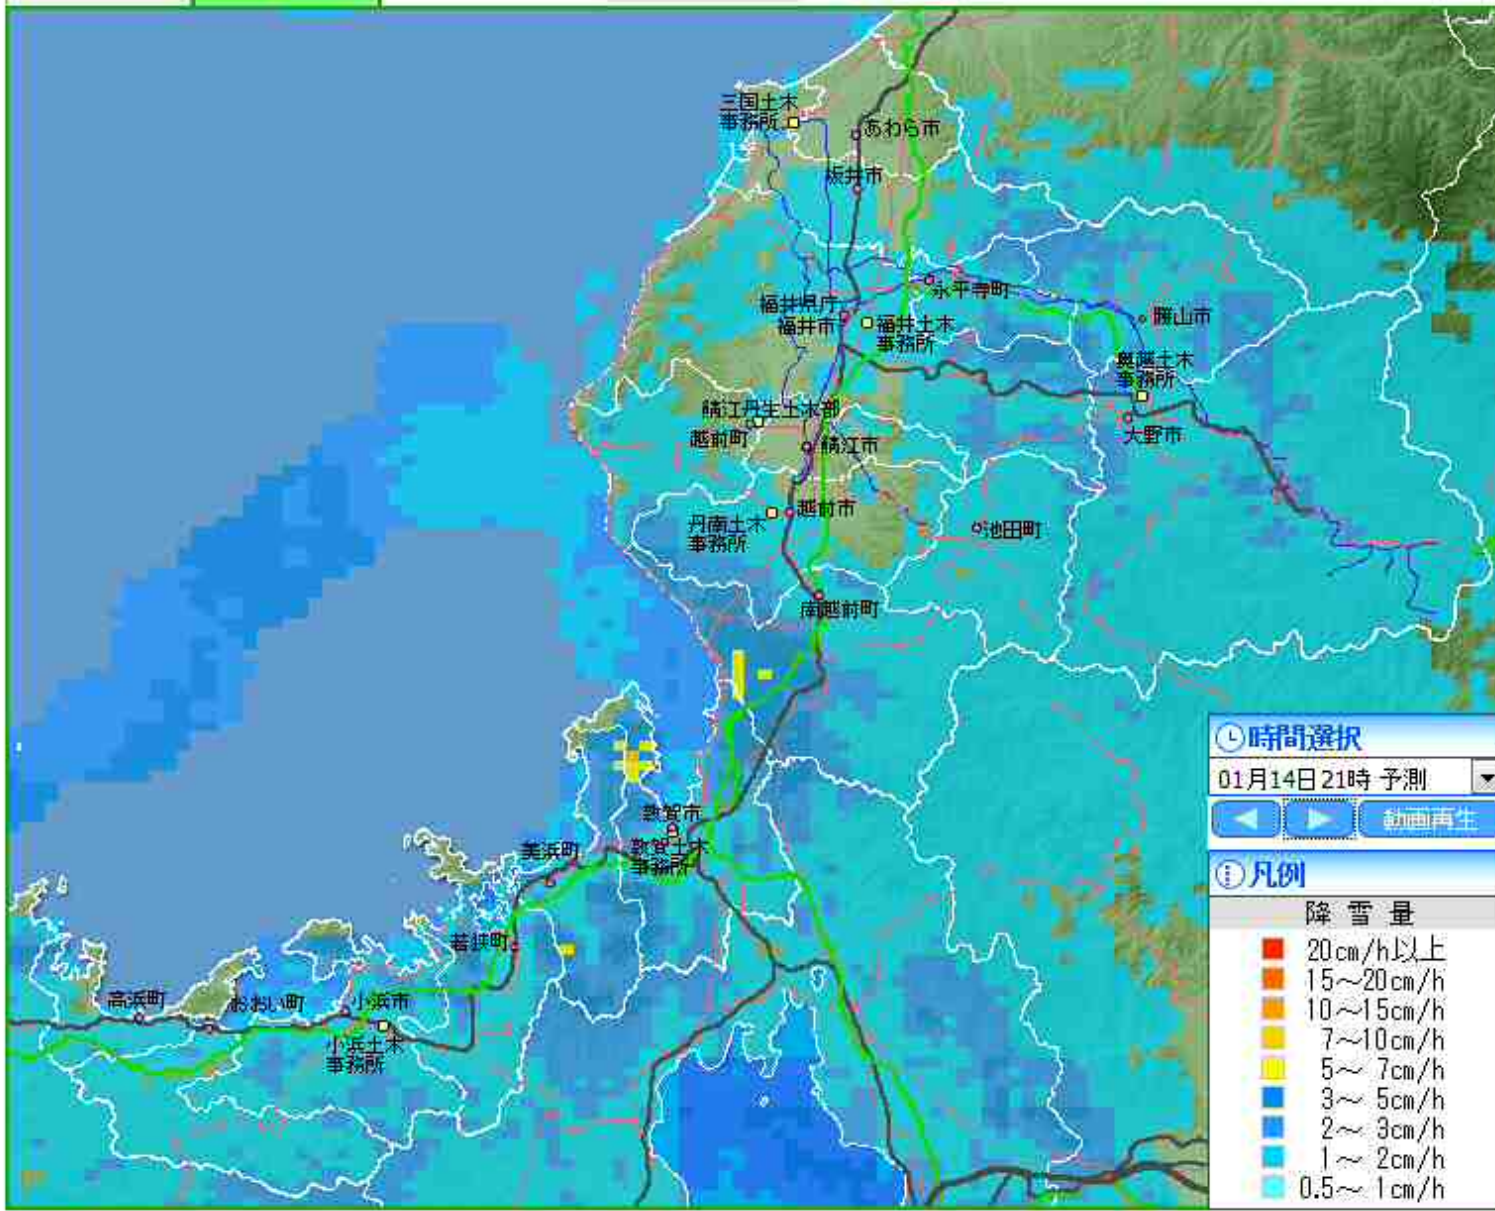 三国土木
事務所
あわら市
坂井市
永平寺町
福井県庁
福井市
福井土木
事務所
勝山市
奥越土木
事務所
大野市
鯖江丹生土木部
越前町
鯖江市
越前市
丹南土木
事務所
池田町
南越前町
敦賀市
敦賀土木
事務所
美浜町
若狭町
高浜町
おおい町
小浜市
小浜土木
事務所
時間選択
01月14日21時 予測
動画再生
凡例
降 雪 量
20cm/h以上
15～20cm/h
10～15cm/h
7～10cm/h
5～ 7cm/h
3～ 5cm/h
2～ 3cm/h
1～ 2cm/h
0.5～ 1cm/h